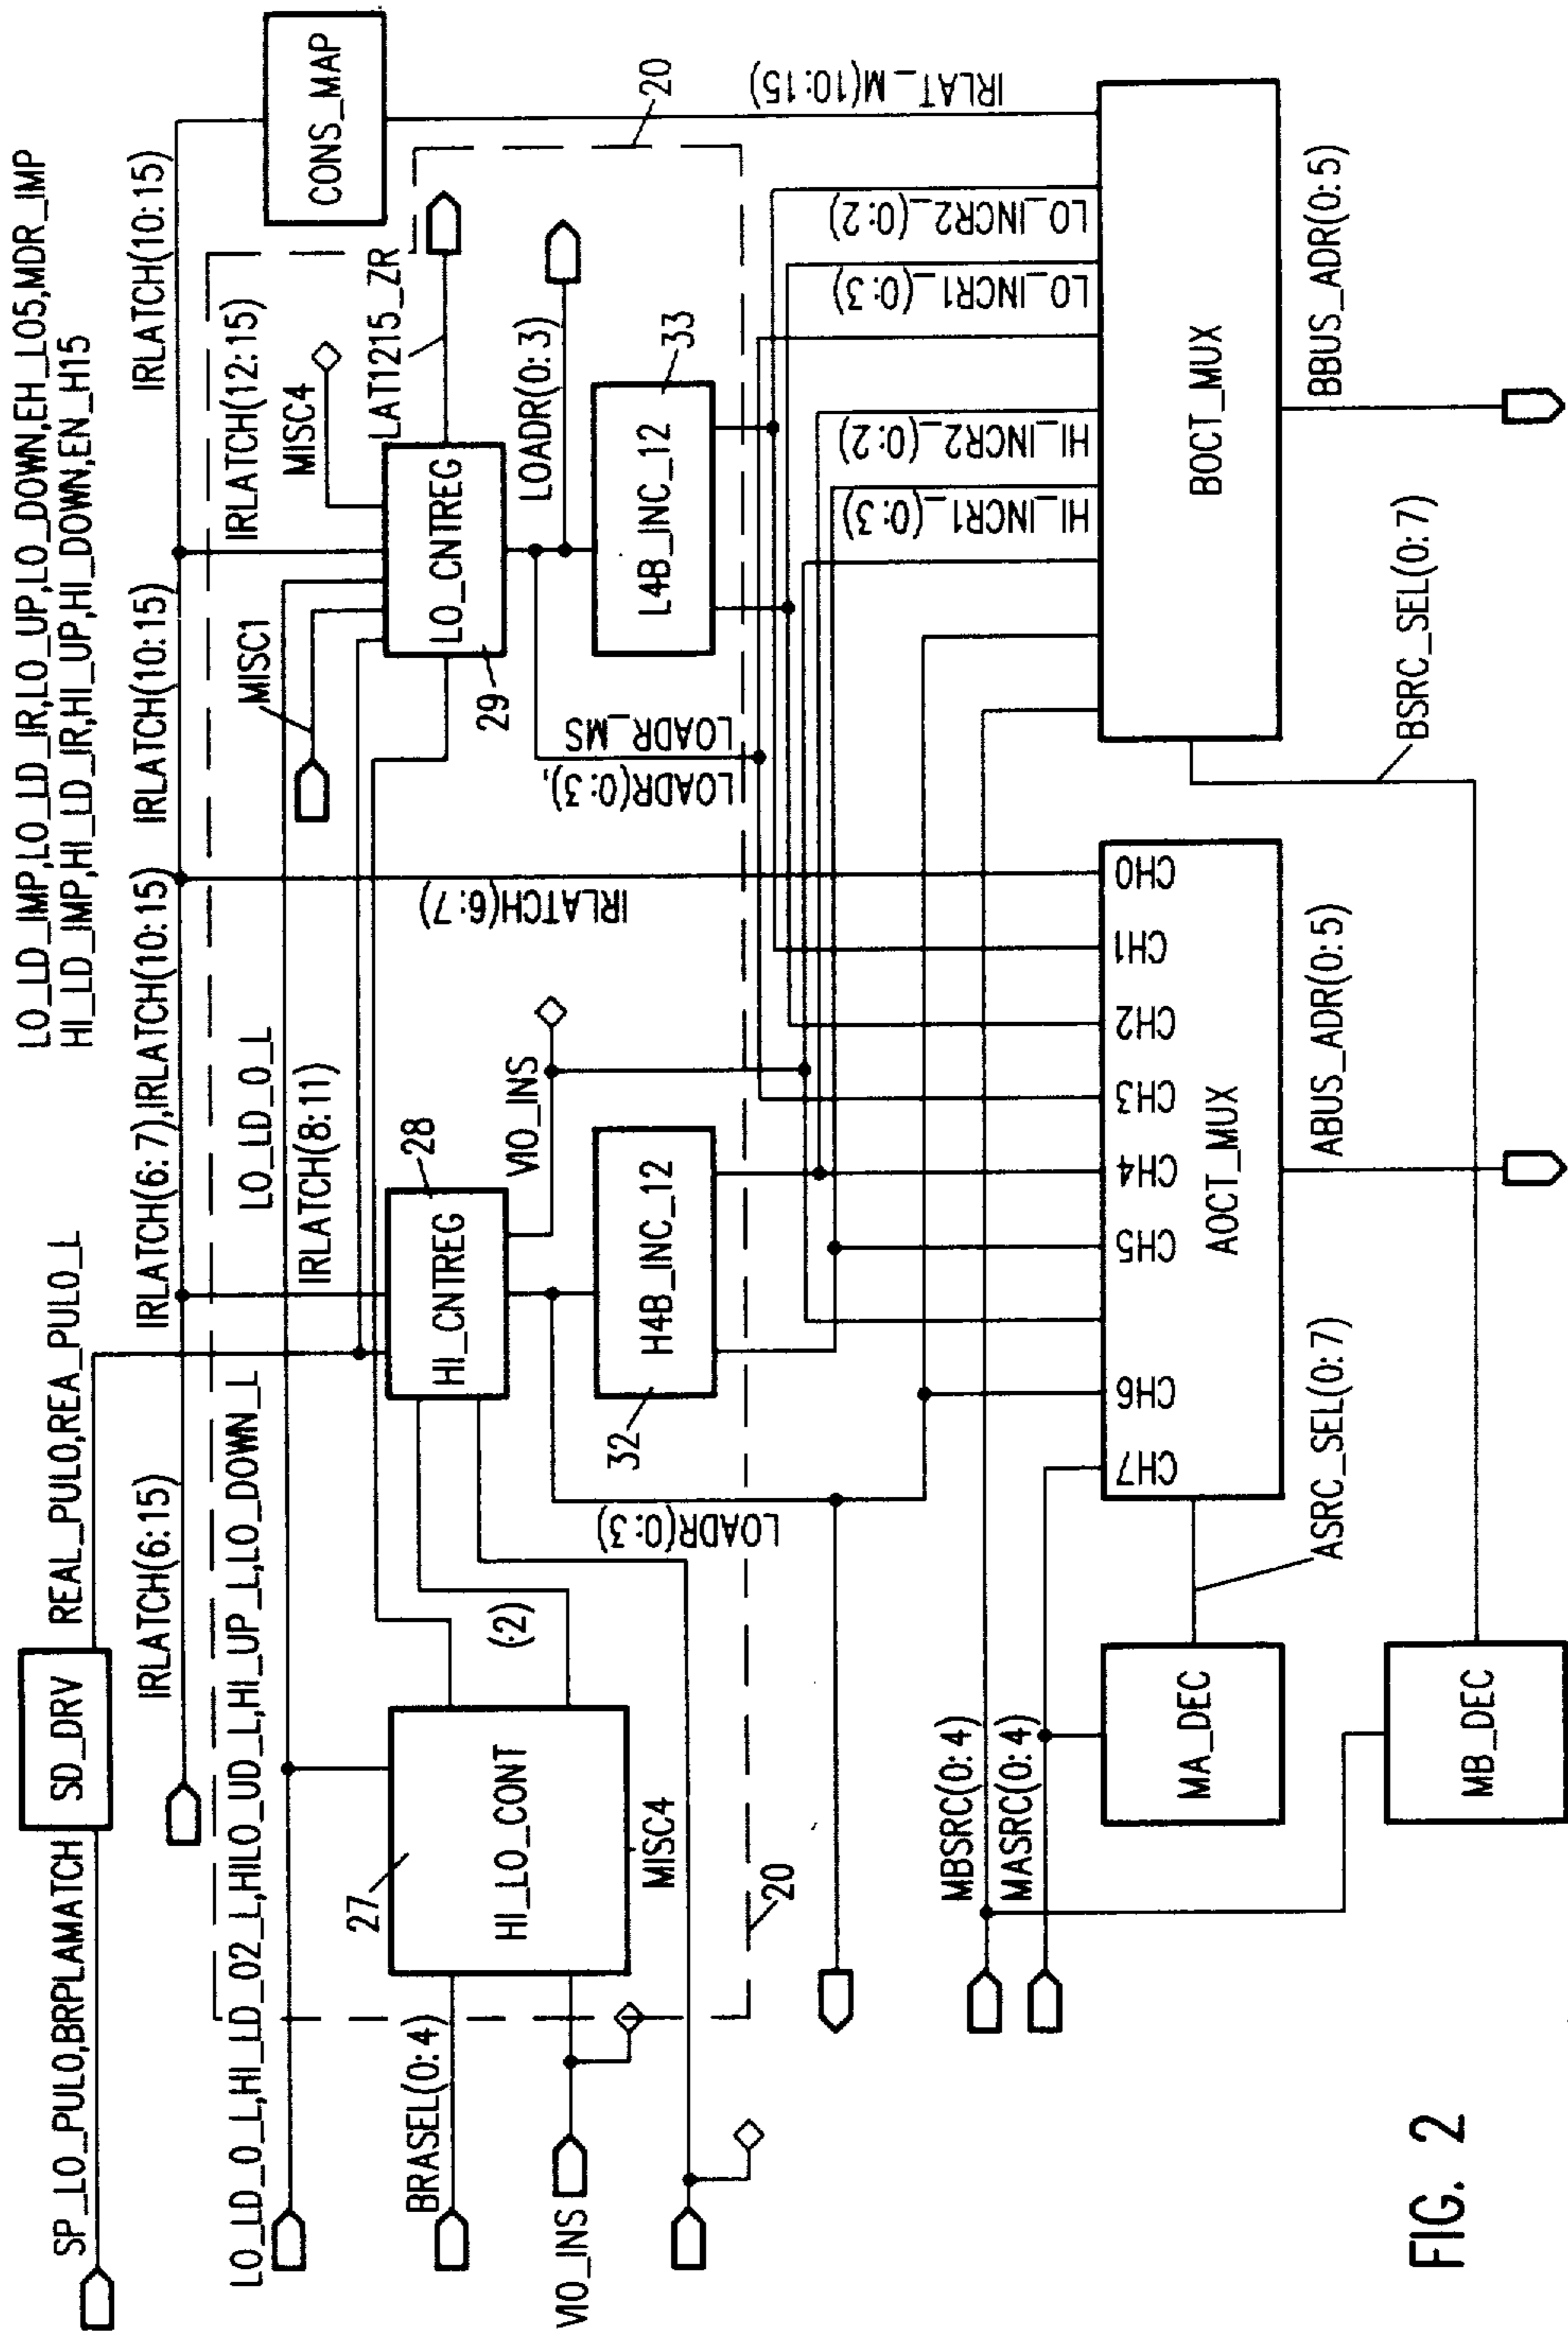 LO_LD_IMP,LO_LD_IR,LO_UP,LO_DOWN,EH_LO5,MDR_IMP
HI_LD_IMP,HI_LD_IR,HI_UP,HI_DOWN,EN_H15
SP_LO_PULO,BRPLAMATCH
SD_DRV
REAL_PULO,REA_PULO_L
IRLATCH(6:15)
IRLATCH(6:7),IRLATCH(10:15)
IRLATCH(10:15)
IRLATCH(10:15)
CONS_MAP
LO_LD_O_L,HI_LD_O2_L,HILO_UD_L,HI_UP_L,LO_DOWN_L
LO_LD_O_L
IRLATCH(8:11)
MISC1
IRLATCH(12:15)
MISC4
LAT1215_ZR
20
IRLAT_M(10:15)
BRASEL(0:4)
27
HI_LO_CONT
MISC4
VIO_INS
(·2)
28
HI_CNTREG
VIO_INS
IRLATCH(6:7)
29
LO_CNTREG
LOADR(0:3)
32
H4B_INC_12
LOADR(0:3)
LOADR(0:3),
LOADR_MS
L4B_INC_12
33
20
HI_INCR1_(0:3)
HI_INCR2_(0:2)
LO_INCR1_(0:3)
LO_INCR2_(0:2)
MBSRC(0:4)
MASRC(0:4)
MA_DEC
ASRC_SEL(0:7)
CH7
CH6
CH5
CH4
CH3
CH2
CH1
CH0
AOCT_MUX
ABUS_ADR(0:5)
BOCT_MUX
BBUS_ADR(0:5)
BSRC_SEL(0:7)
MB_DEC
FIG. 2